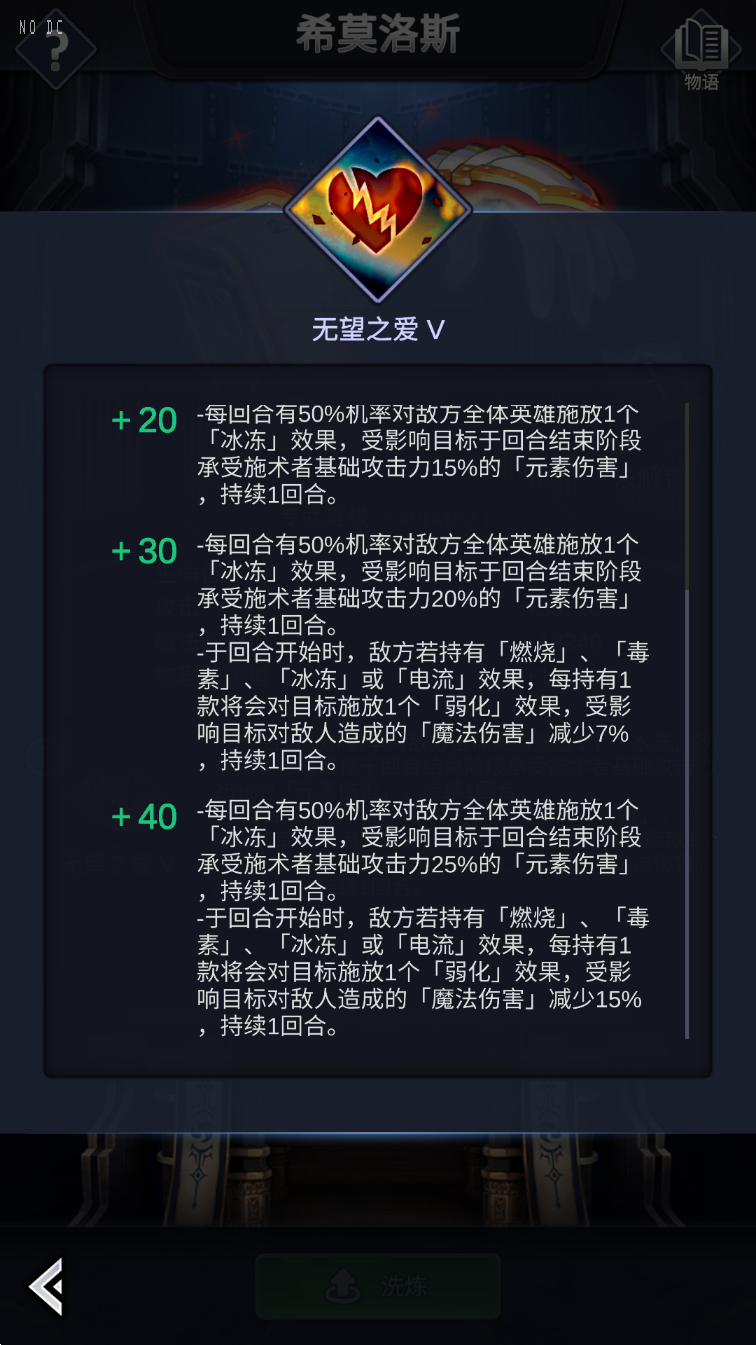 NO DC
希莫洛斯
物语
无望之爱 V
+20
-每回合有50%机率对敌方全体英雄施放1个
「冰冻」效果，受影响目标于回合结束阶段
承受施术者基础攻击力15%的「元素伤害」
，持续1回合。
+30
-每回合有50%机率对敌方全体英雄施放1个
「冰冻」效果，受影响目标于回合结束阶段
承受施术者基础攻击力20%的「元素伤害」
，持续1回合。
-于回合开始时，敌方若持有「燃烧」、「毒
素」、「冰冻」或「电流」效果，每持有1
款将会对目标施放1个「弱化」效果，受影
响目标对敌人造成的「魔法伤害」减少7%
，持续1回合。
+40
-每回合有50%机率对敌方全体英雄施放1个
「冰冻」效果，受影响目标于回合结束阶段
承受施术者基础攻击力25%的「元素伤害」
，持续1回合。
-于回合开始时，敌方若持有「燃烧」、「毒
素」、「冰冻」或「电流」效果，每持有1
款将会对目标施放1个「弱化」效果，受影
响目标对敌人造成的「魔法伤害」减少15%
，持续1回合。
洗炼